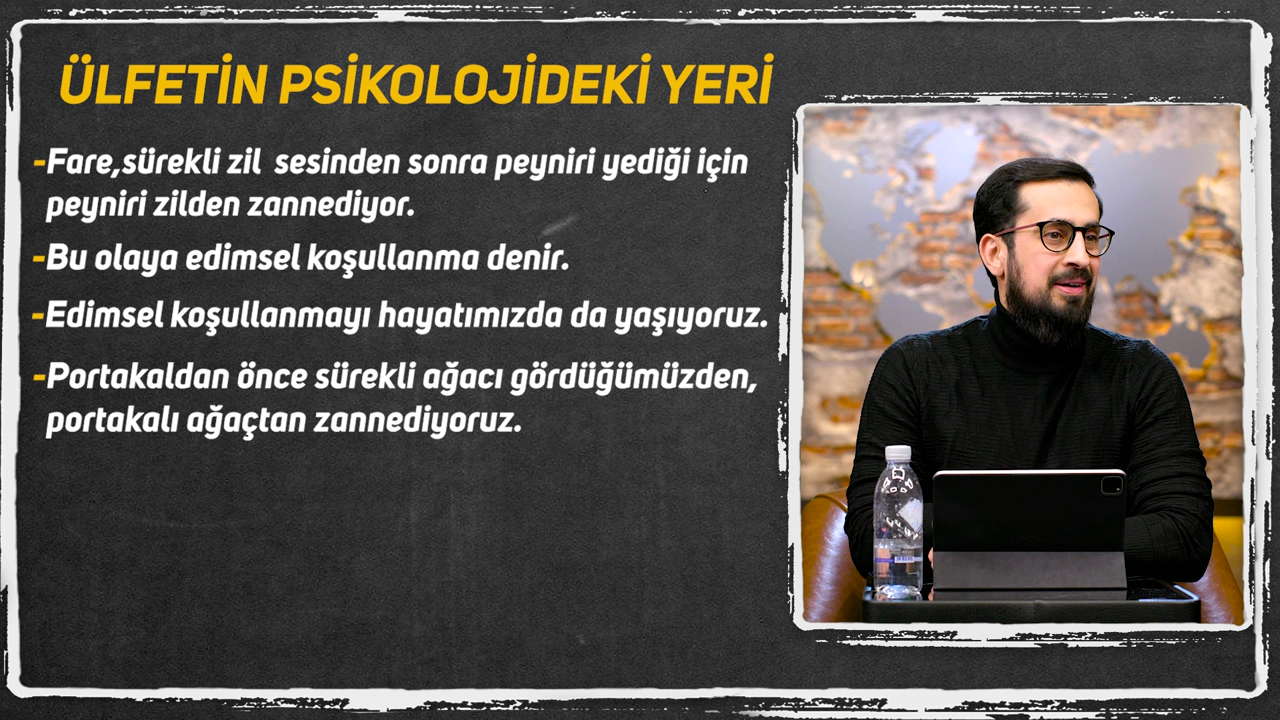 ÜLFETİN PSİKOLOJİDEKİ YERİ
-Fare,sürekli zil sesinden sonra peyniri yediği için
peyniri zilden zannediyor.
-Bu olaya edimsel koşullanma denir.
-Edimsel koşullanmayı hayatımızda da yaşıyoruz.
-Portakaldan önce sürekli ağacı gördüğümüzden,
portakalı ağaçtan zannediyoruz.